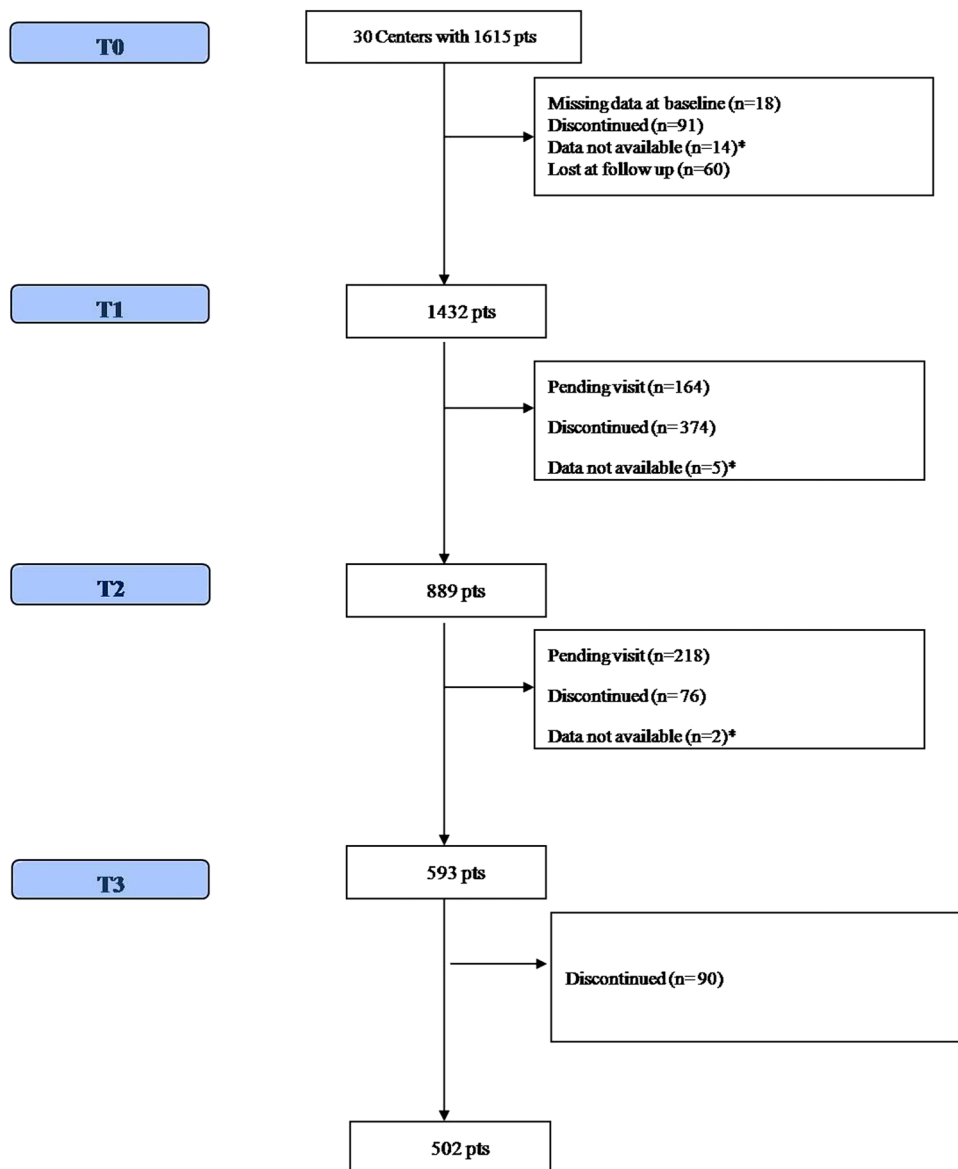 T0
30 Centers with 1615 pts
Missing data at baseline (n=18)
Discontinued (n=91)
Data not available (n=14)*
Lost at follow up (n=60)
T1
1432 pts
Pending visit (n=164)
Discontinued (n=374)
Data not available (n=5)*
T2
889 pts
Pending visit (n=218)
Discontinued (n=76)
Data not available (n=2)*
T3
593 pts
Discontinued (n=90)
502 pts